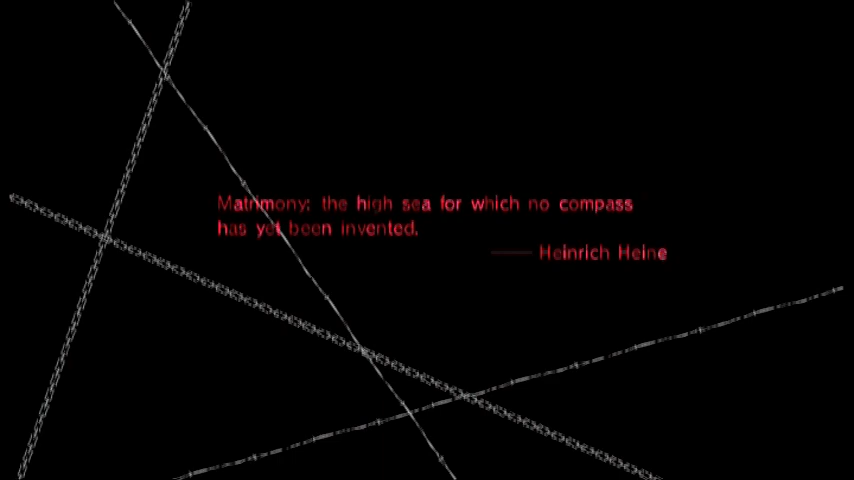 Matrimony: the high sea for which no compass
has yet been invented.
—— Heinrich Heine